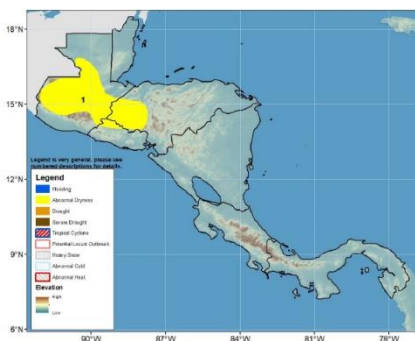 18°N
15°N
12°N
9°N
6°N
1
Legend is very general, please see
numbered descriptions for details.
Legend
Flooding
Abnormal Dryness
Drought
Severe Drought
Tropical Cyclone
Potential Locust Outbreak
Heavy Snow
Abnormal Cold
Abnormal Heat
Elevation
High
Low
90°W
87°W
84°W
81°W
78°W